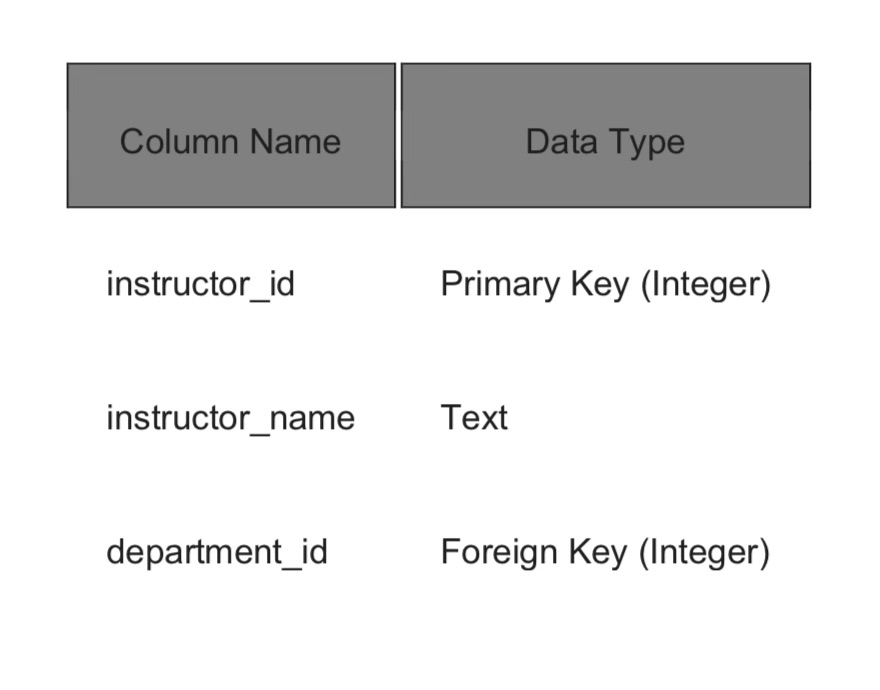 Column Name Data Type
instructor_id Primary Key (Integer)
instructor_name Text
department_id Foreign Key (Integer)